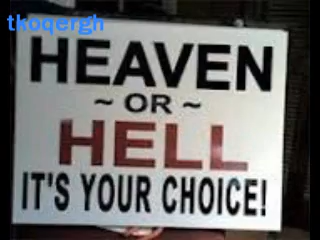 tkoqergh
HEAVEN
~ OR ~
HELL
IT'S YOUR CHOICE!